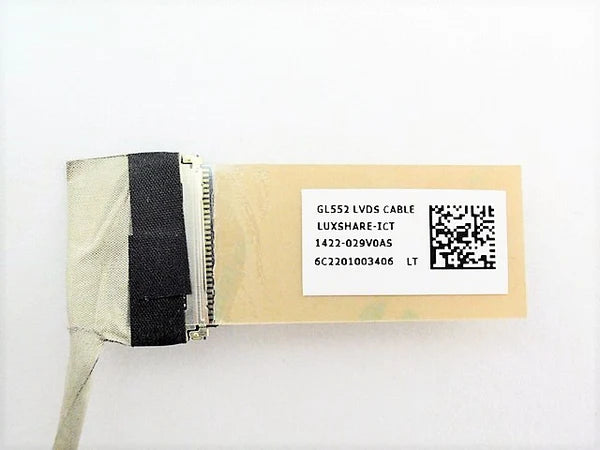 GL552 LVDS CABLE
LUXSHARE-ICT
1422-029V0AS
6C2201003406 LT